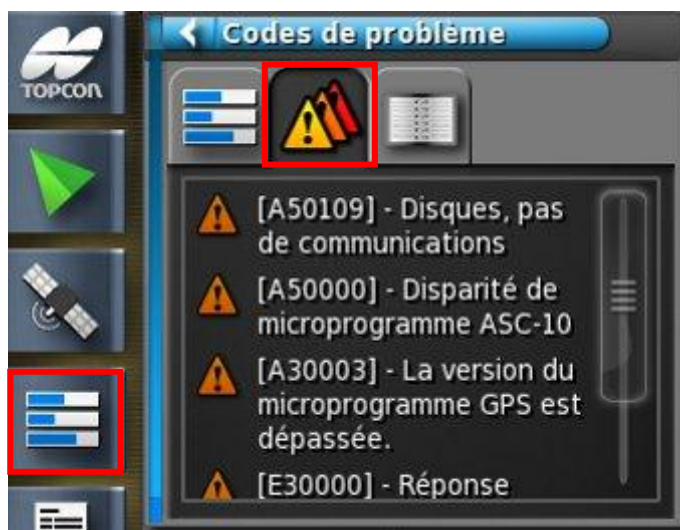 TOPCON
Codes de problème
[A50109] - Disques, pas
de communications
[A50000] - Disparité de
microprogramme ASC-10
[A30003] - La version du
microprogramme GPS est
dépassée.
[E30000] - Réponse